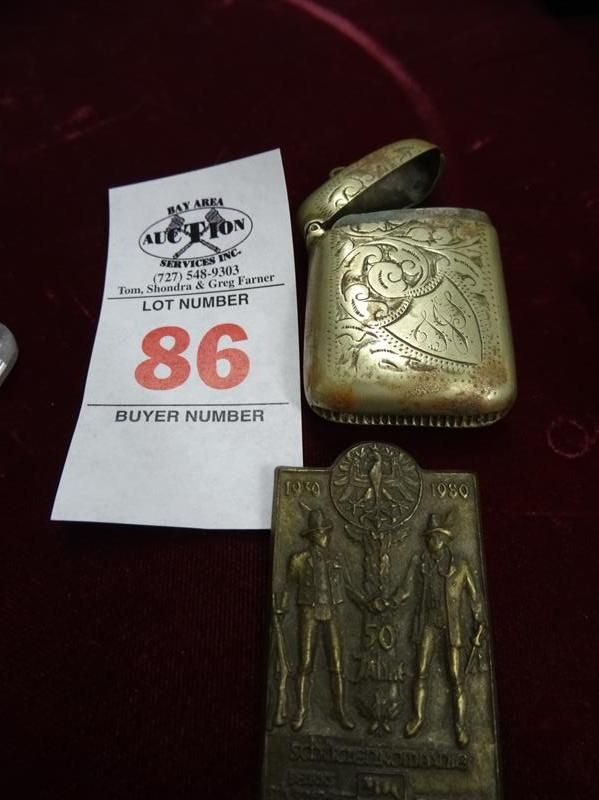 BAY AREA
AUCTION
SERVICES INC.
(727) 548-9303
Tom, Shondra & Greg Farner
LOT NUMBER
86
BUYER NUMBER
1930 1980
50
Jahre